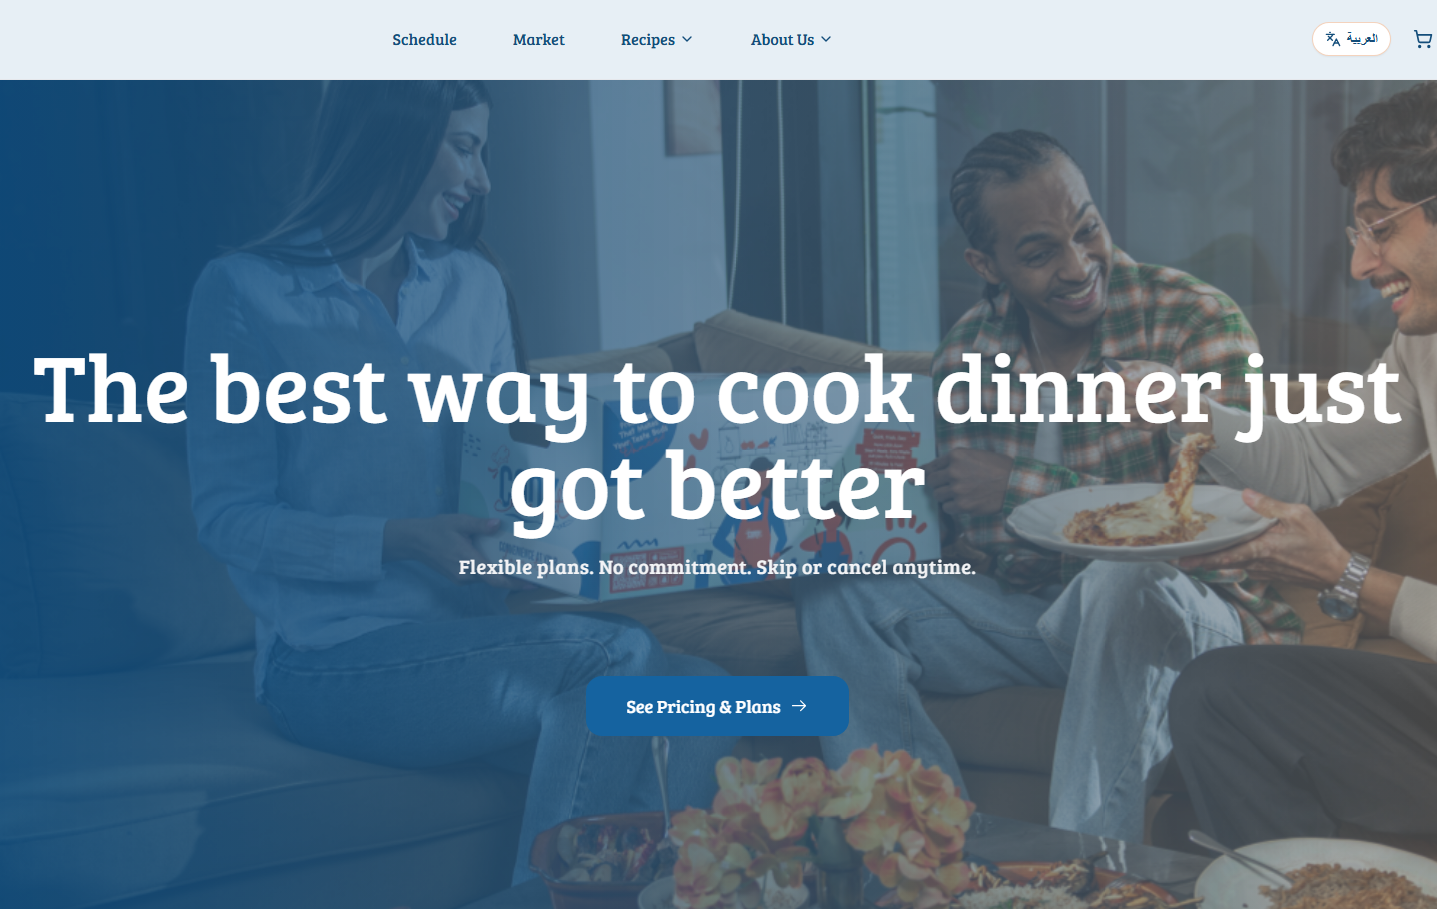 Schedule
Market
Recipes
About Us
العربية
The best way to cook dinner just
got better
Flexible plans. No commitment. Skip or cancel anytime.
See Pricing & Plans